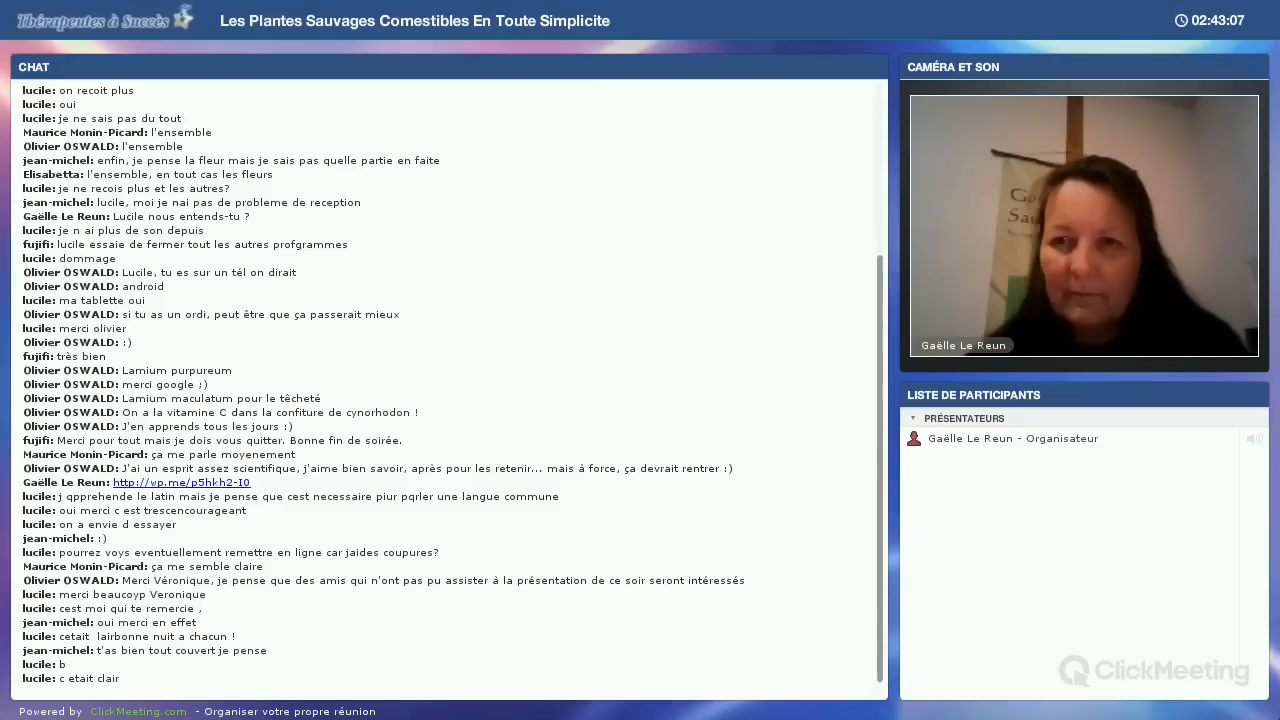 Thérapeutes à Succès
Les Plantes Sauvages Comestibles En Toute Simplicite
02:43:07
CHAT
lucile: on recoit plus
lucile: oui
lucile: je ne sais pas du tout
Maurice Monin-Picard: l'ensemble
Olivier OSWALD: l'ensemble
jean-michel: enfin, je pense la fleur mais je sais pas quelle partie en faite
Elisabetta: l'ensemble, en tout cas les fleurs
lucile: je ne recois plus et les autres?
jean-michel: lucile, moi je nai pas de probleme de reception
Gaëlle Le Reun: Lucile nous entends-tu ?
lucile: je n ai plus de son depuis
fujifi: lucile essaie de fermer tout les autres profgrammes
lucile: dommage
Olivier OSWALD: Lucile, tu es sur un tél on dirait
Olivier OSWALD: android
lucile: ma tablette oui
Olivier OSWALD: si tu as un ordi, peut être que ça passerait mieux
lucile: merci olivier
Olivier OSWALD: :)
fujifi: très bien
Olivier OSWALD: Lamium purpureum
Olivier OSWALD: merci google ;)
Olivier OSWALD: Lamium maculatum pour le têcheté
Olivier OSWALD: On a la vitamine C dans la confiture de cynorhodon !
Olivier OSWALD: J'en apprends tous les jours :)
fujifi: Merci pour tout mais je dois vous quitter. Bonne fin de soirée.
Maurice Monin-Picard: ça me parle moyenement
Olivier OSWALD: J'ai un esprit assez scientifique, j'aime bien savoir, après pour les retenir... mais à force, ça devrait rentrer :)
Gaëlle Le Reun: http://wp.me/p5hkh2-I0
lucile: j qpprehende le latin mais je pense que cest necessaire piur pqrler une langue commune
lucile: oui merci c est trescencourageant
lucile: on a envie d essayer
jean-michel: :)
lucile: pourrez voys eventuellement remettre en ligne car jaides coupures?
Maurice Monin-Picard: ça me semble claire
Olivier OSWALD: Merci Véronique, je pense que des amis qui n'ont pas pu assister à la présentation de ce soir seront intéressés
lucile: merci beaucoyp Veronique
lucile: cest moi qui te remercie ,
jean-michel: oui merci en effet
lucile: cetait  lairbonne nuit a chacun !
jean-michel: t'as bien tout couvert je pense
lucile: b
lucile: c etait clair
Powered by ClickMeeting.com - Organiser votre propre réunion
CAMÉRA ET SON
Gaëlle Le Reun
LISTE DE PARTICIPANTS
PRÉSENTATEURS
Gaëlle Le Reun - Organisateur
ClickMeeting